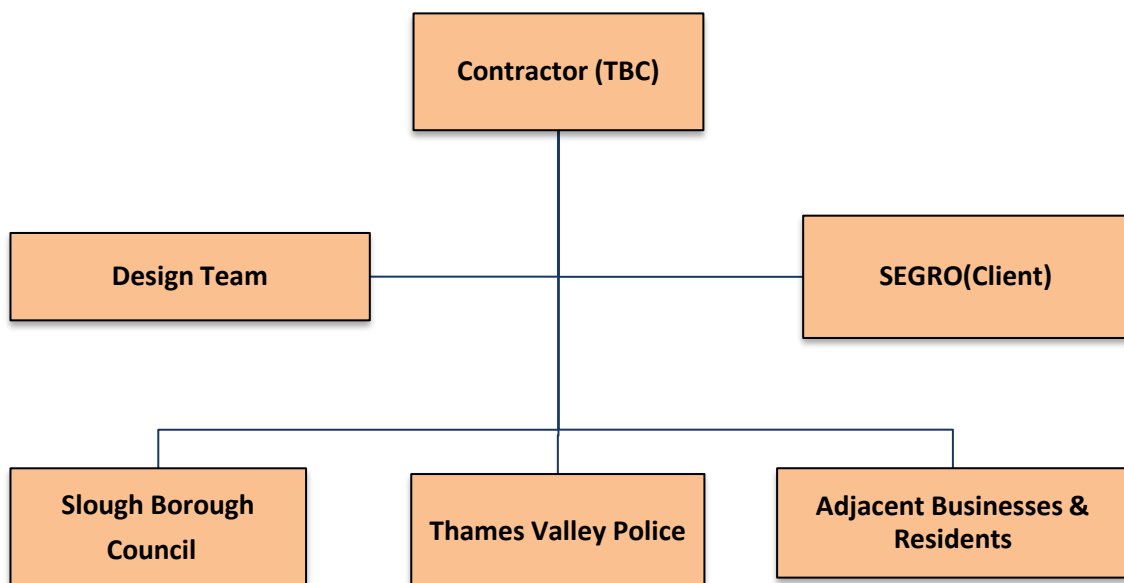 Contractor (TBC)
Design Team
SEGRO(Client)
Slough Borough
Council
Thames Valley Police
Adjacent Businesses &
Residents